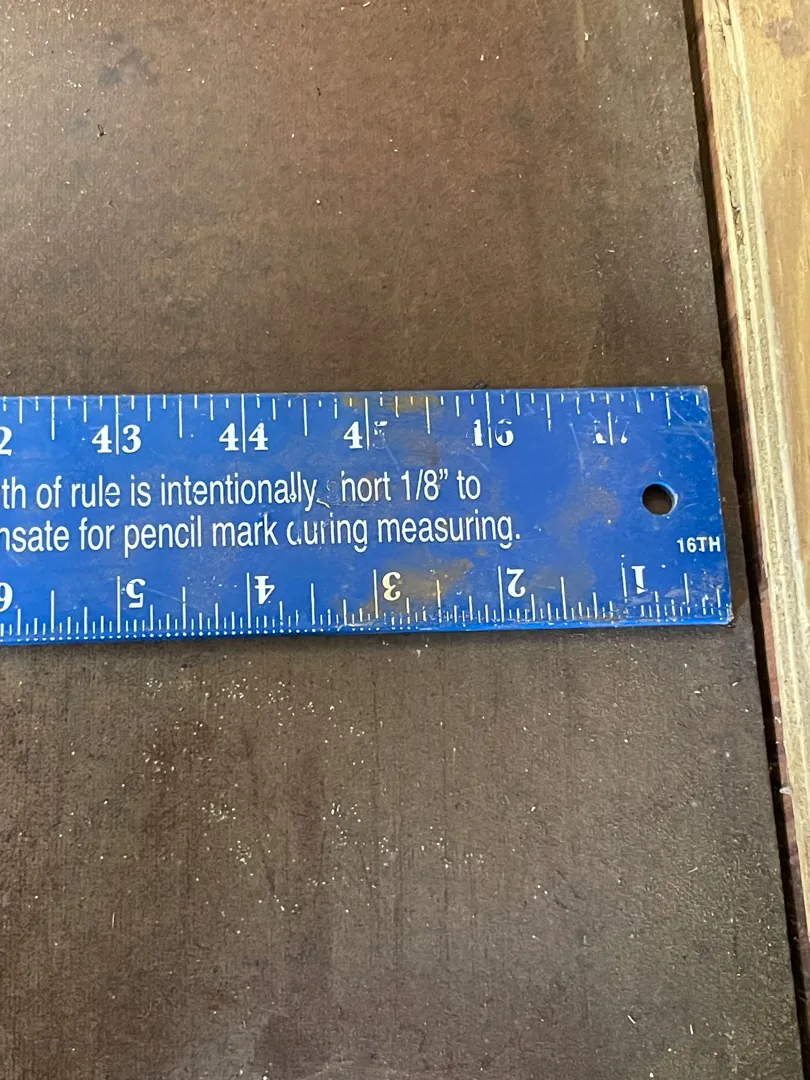 2 43 44 45 46 47
th of rule is intentionally hort 1/8" to
nsate for pencil mark during measuring.
16TH
6 5 4 3 2 1